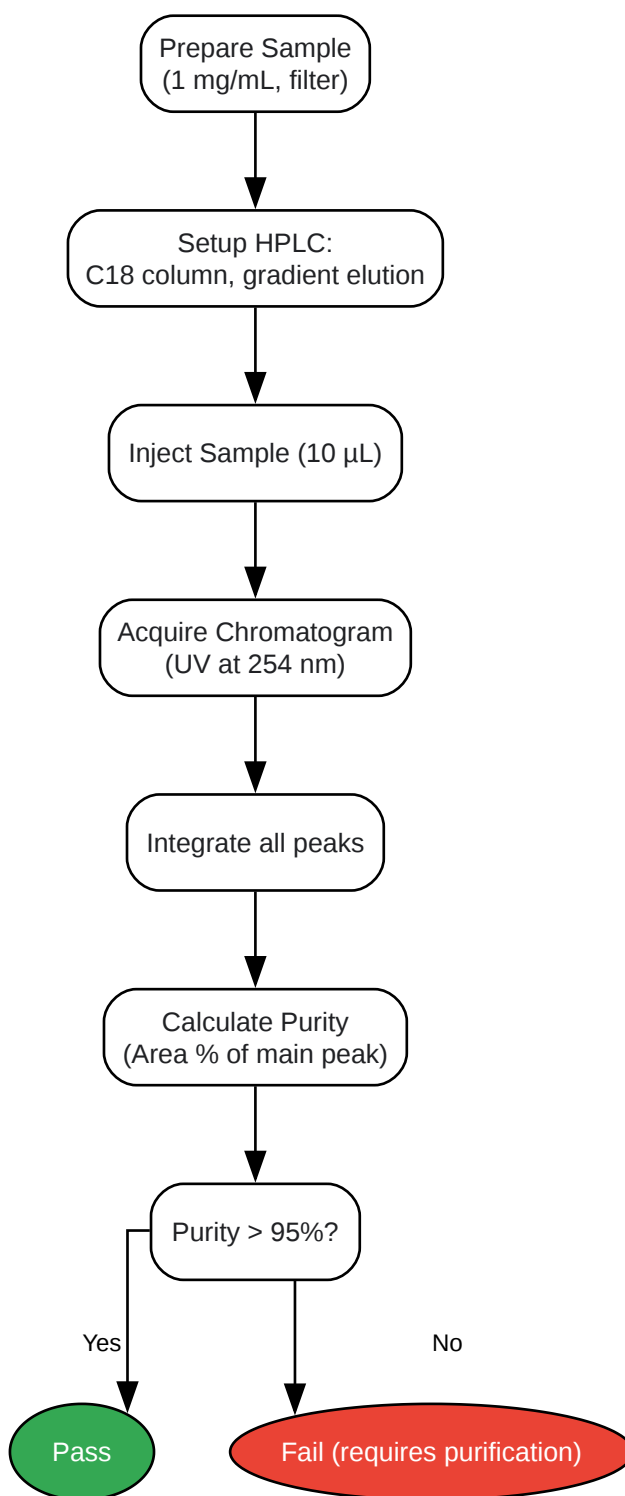 Prepare Sample
(1 mg/mL, filter)
Setup HPLC:
C18 column, gradient elution
Inject Sample (10 µL)
Acquire Chromatogram
(UV at 254 nm)
Integrate all peaks
Calculate Purity
(Area % of main peak)
Purity > 95%?
Yes
No
Pass
Fail (requires purification)